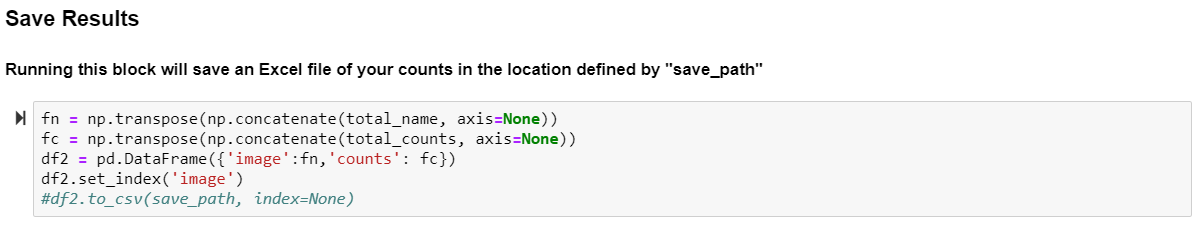 Save Results
Running this block will save an Excel file of your counts in the location defined by "save_path"
fn = np.transpose(np.concatenate(total_name, axis=None))
fc = np.transpose(np.concatenate(total_counts, axis=None))
df2 = pd.DataFrame({'image':fn,'counts': fc})
df2.set_index('image')
#df2.to_csv(save_path, index=None)